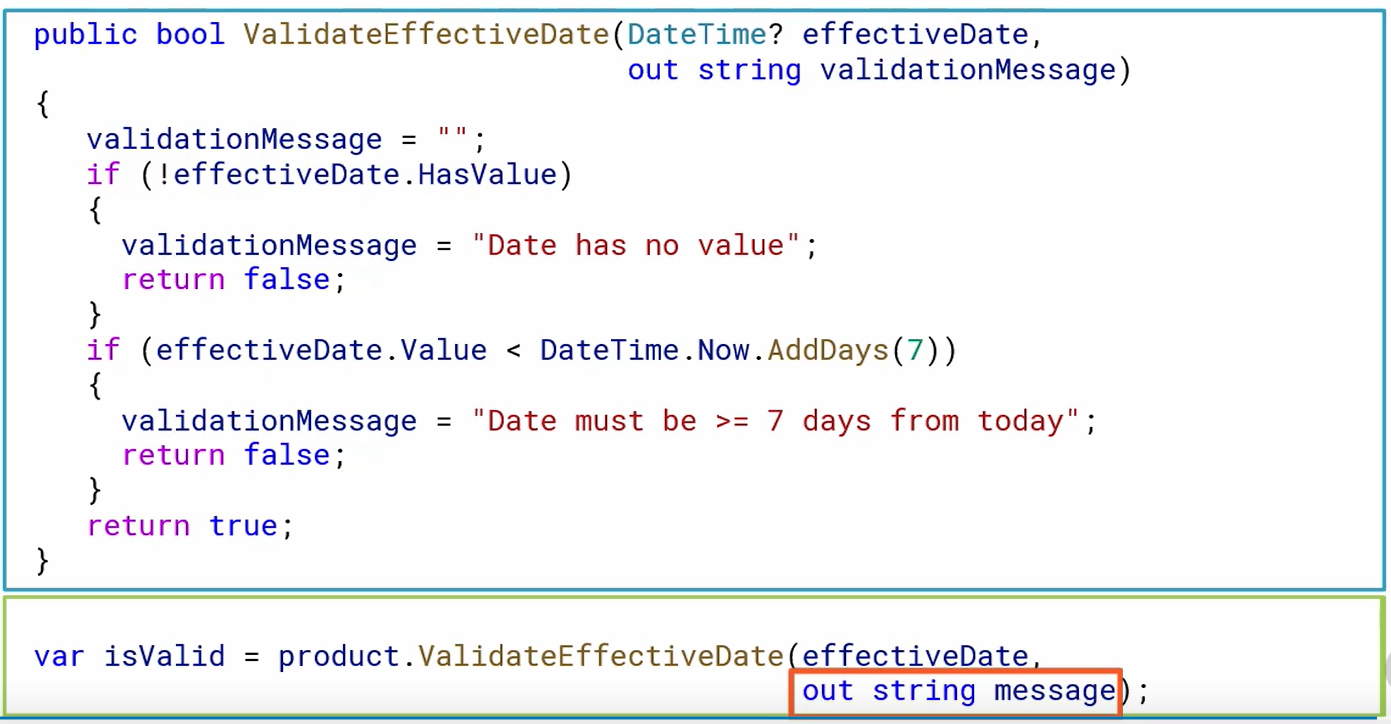 public bool ValidateEffectiveDate(DateTime? effectiveDate,
out string validationMessage)
{
validationMessage = "";
if (!effectiveDate.HasValue)
{
validationMessage = "Date has no value";
return false;
}
if (effectiveDate.Value < DateTime.Now.AddDays(7))
{
validationMessage = "Date must be >= 7 days from today";
return false;
}
return true;
}
var isValid = product.ValidateEffectiveDate(effectiveDate,
out string message);